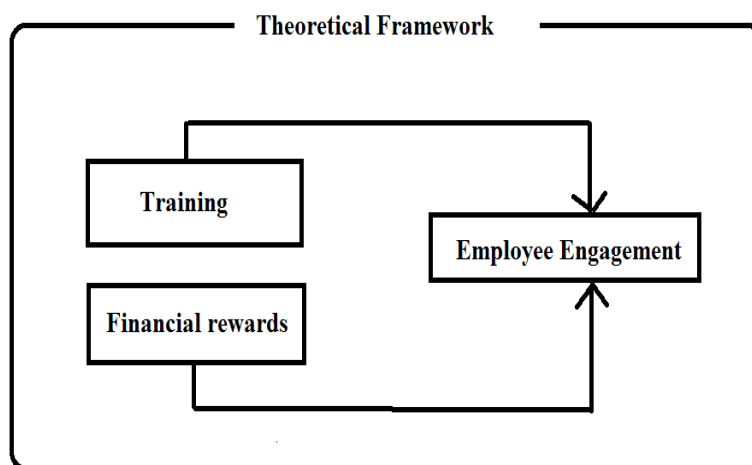 Theoretical Framework
Training
Employee Engagement
Financial rewards